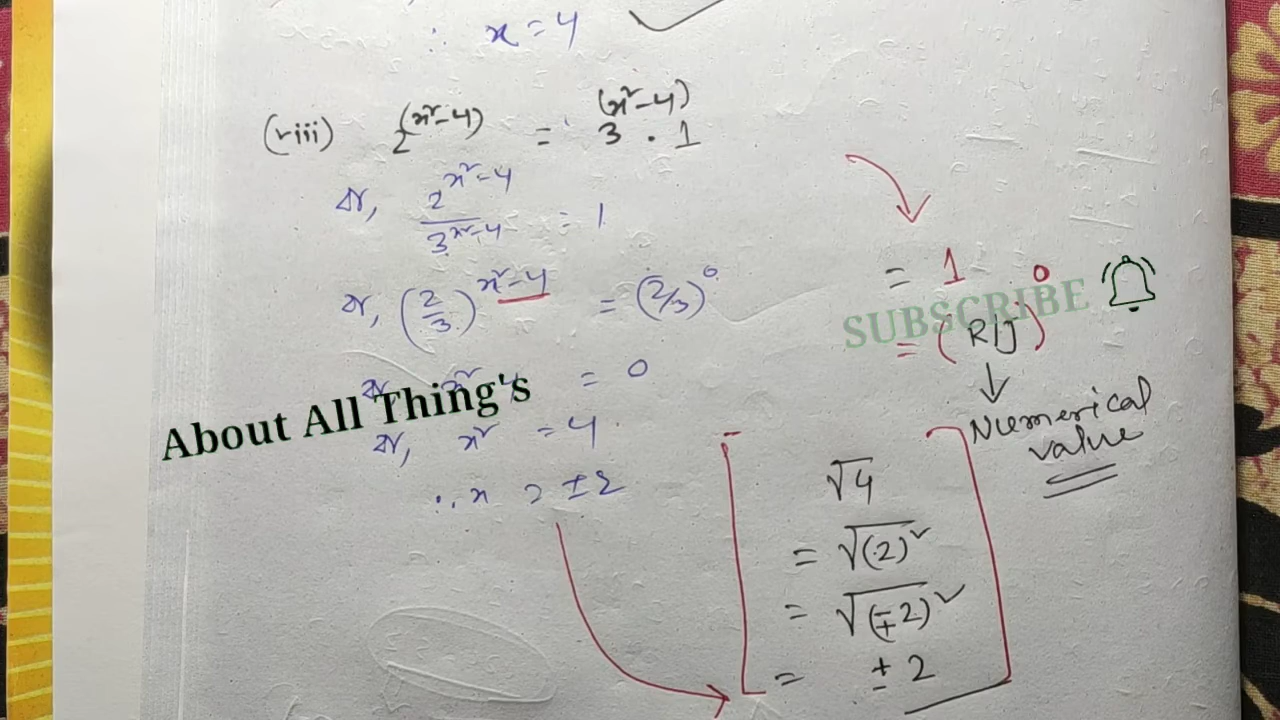 ∴ x = 4
(viii) 2^(x²-4) = 3^(x²-4) . 1
or, 2^(x²-4) / 3^(x²-4) = 1
or, (2/3)^(x²-4) = (2/3)^0
or, x²-4 = 0
or, x² = 4
∴ x = ±2
= 1
= (RIJ)^0
↓
Numerical
value
√4
= √(2)²
= √(∓2)²
= ± 2
SUBSCRIBE
About All Thing's